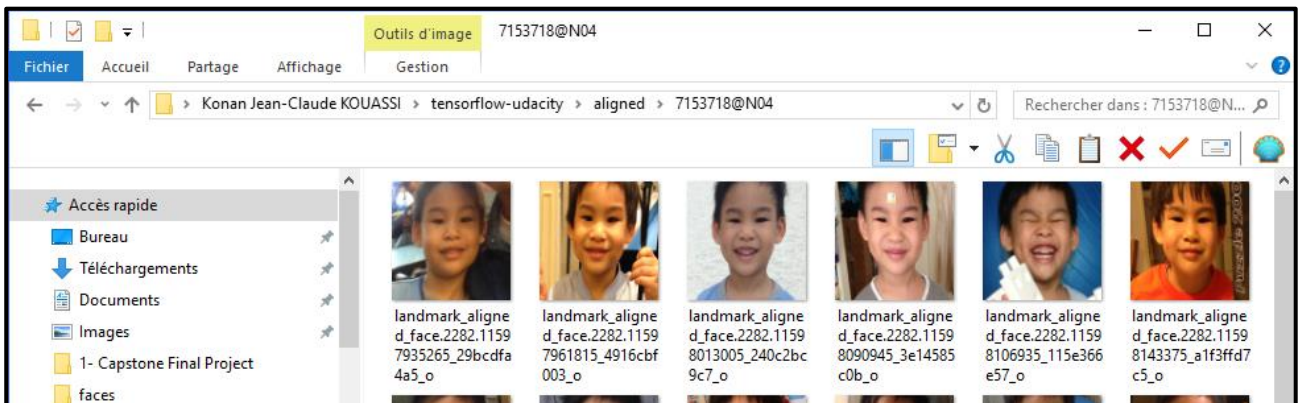 Outils d'image
7153718@N04
Fichier
Accueil
Partage
Affichage
Gestion
Konan Jean-Claude KOUASSI > tensorflow-udacity > aligned > 7153718@N04
Rechercher dans : 7153718@N...
Accès rapide
Bureau
Téléchargements
Documents
Images
1- Capstone Final Project
faces
landmark_aligne
d_face.2282.1159
7935265_29bcdfa
4a5_o
landmark_aligne
d_face.2282.1159
7961815_4916cbf
003_o
landmark_aligne
d_face.2282.1159
8013005_240c2bc
9c7_o
landmark_aligne
d_face.2282.1159
8090945_3e14585
c0b_o
landmark_aligne
d_face.2282.1159
8106935_115e366
e57_o
landmark_aligne
d_face.2282.1159
8143375_a1f3ffd7
c5_o